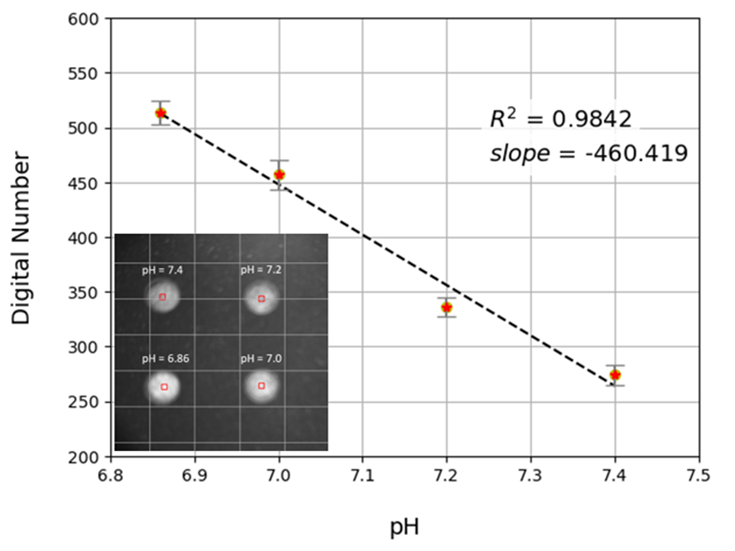 600
550
500
450
400
350
300
250
200
Digital Number
R² = 0.9842
slope = -460.419
pH = 7.4 pH = 7.2
pH = 6.86 pH = 7.0
6.8 6.9 7.0 7.1 7.2 7.3 7.4 7.5
pH